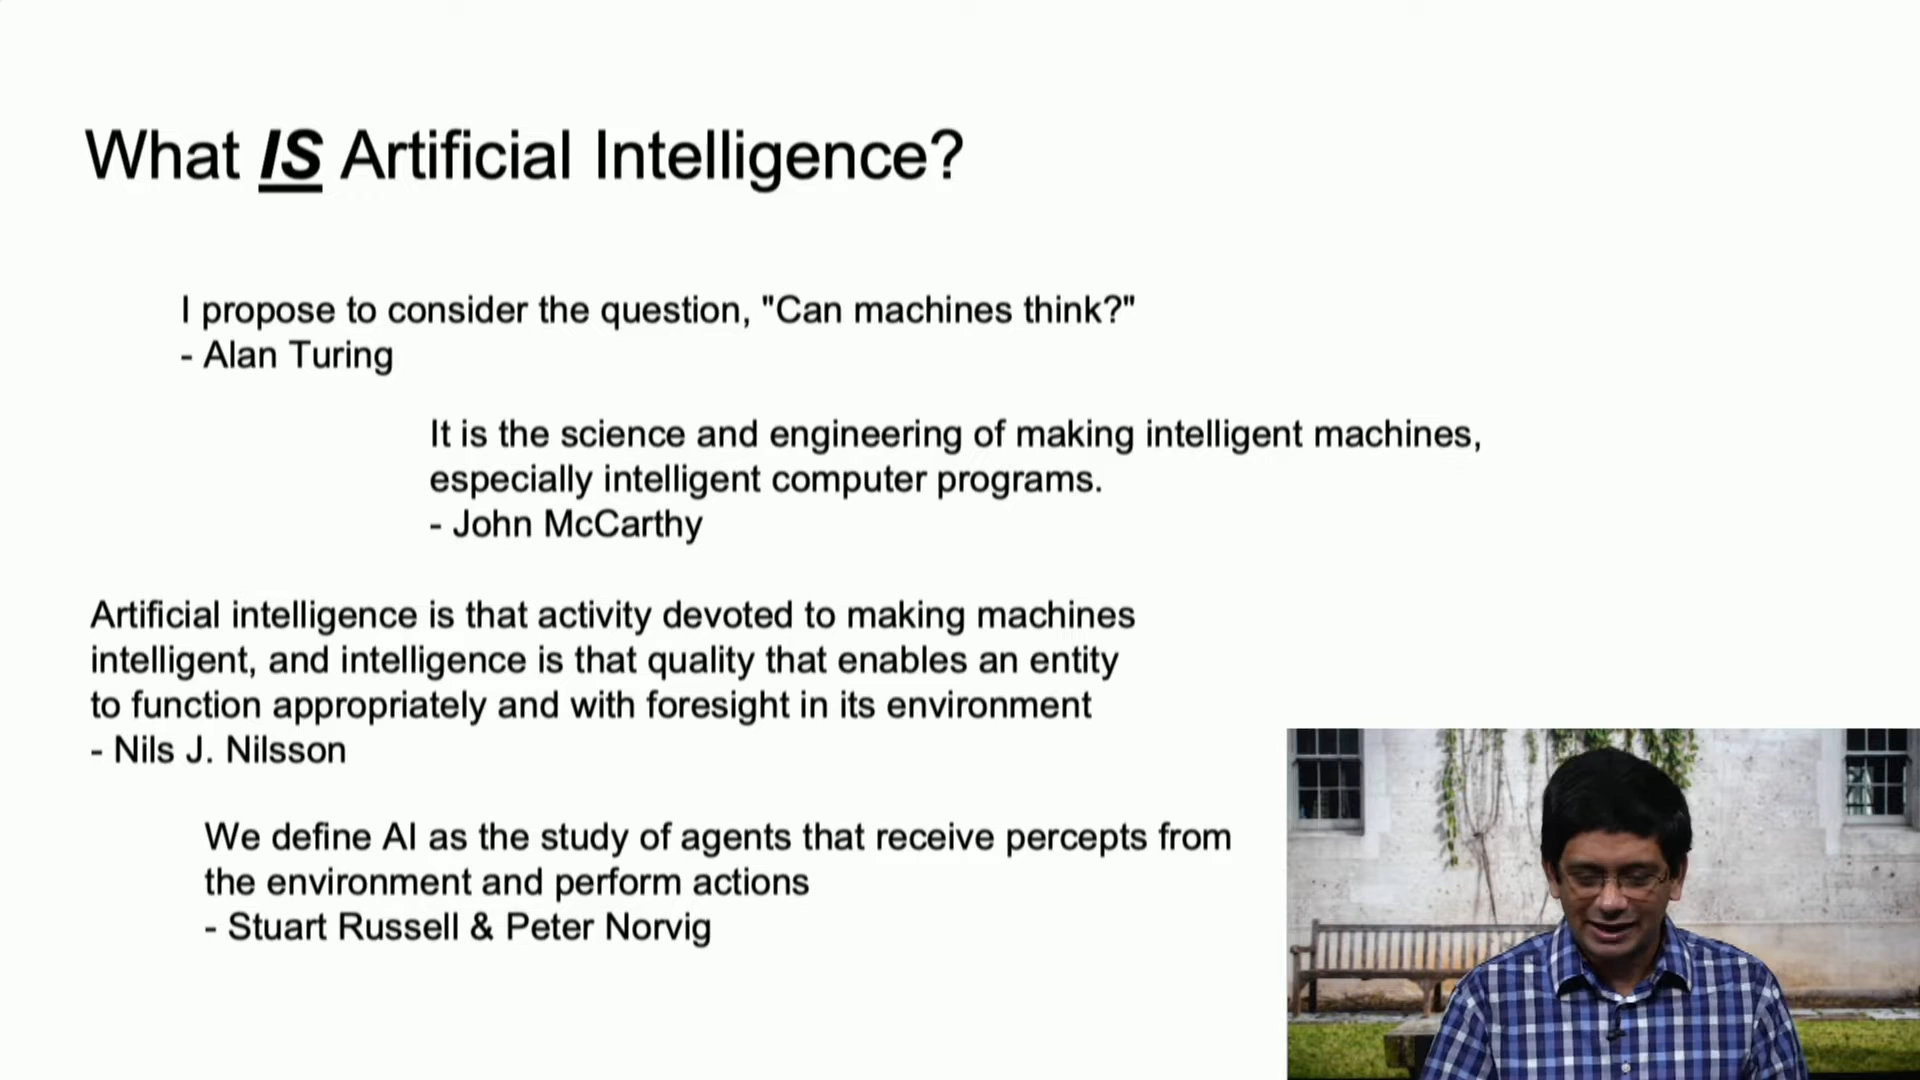 What IS Artificial Intelligence?
I propose to consider the question, "Can machines think?"
- Alan Turing
It is the science and engineering of making intelligent machines,
especially intelligent computer programs.
- John McCarthy
Artificial intelligence is that activity devoted to making machines
intelligent, and intelligence is that quality that enables an entity
to function appropriately and with foresight in its environment
- Nils J. Nilsson
We define AI as the study of agents that receive percepts from
the environment and perform actions
- Stuart Russell & Peter Norvig